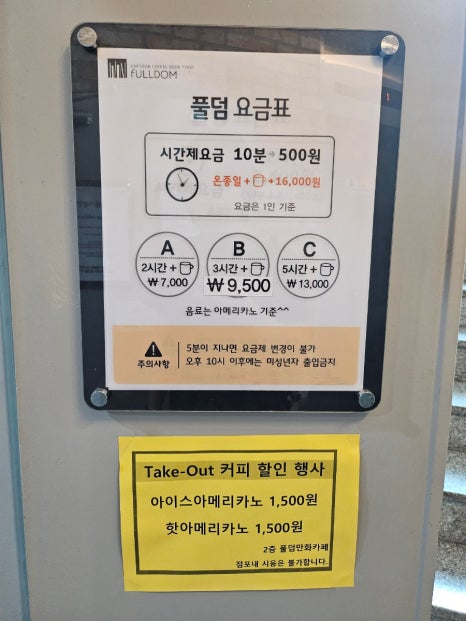 CARTOON COFFEE BOOK FOOD
FULLDOM
풀덤 요금표
시간제요금 10분→500원
온종일+→16,000원
요금은 1인 기준
A
2시간+
₩7,000
B
3시간+
₩9,500
C
5시간+
₩13,000
음료는 아메리카노 기준^^
주의사항
5분이 지나면 요금제 변경이 불가
오후 10시 이후에는 미성년자 출입금지
Take-Out 커피 할인 행사
아이스아메리카노 1,500원
핫아메리카노 1,500원
2층 풀덤만화카페
점포내 사용은 불가합니다.